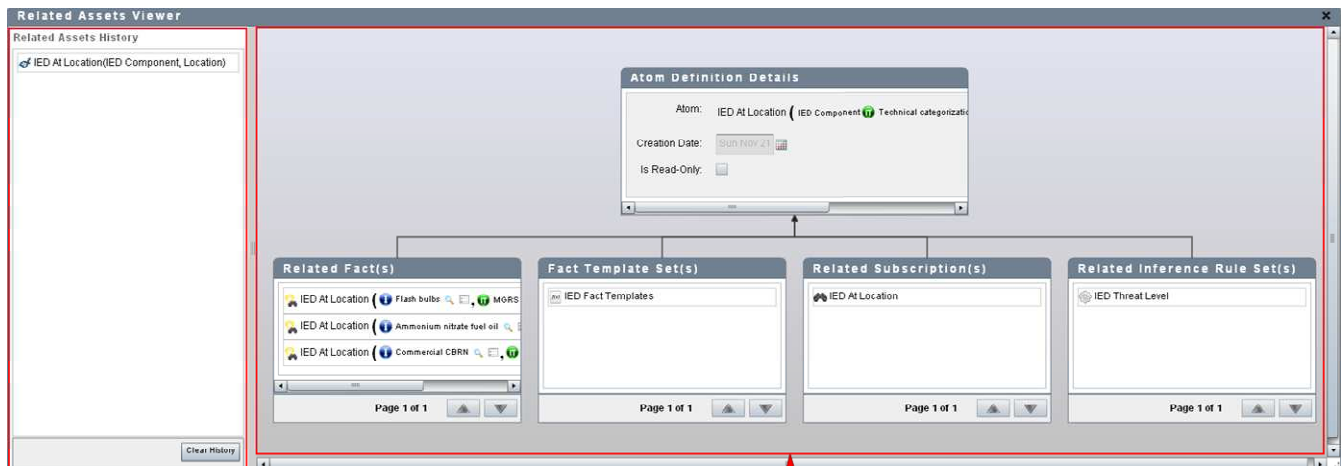 Related Assets Viewer
Related Assets History
IED At Location(IED Component, Location)
Clear History
Atom Definition Details
Atom: IED At Location ( IED Component Technical categorizatio
Creation Date: Sun Nov 21
Is Read-Only:
Related Fact(s)
IED At Location ( Flash bulbs , MGRS
IED At Location ( Ammonium nitrate fuel oil
IED At Location ( Commercial CBRN ,
Page 1 of 1
Fact Template Set(s)
IED Fact Templates
Page 1 of 1
Related Subscription(s)
IED At Location
Page 1 of 1
Related Inference Rule Set(s)
IED Threat Level
Page 1 of 1